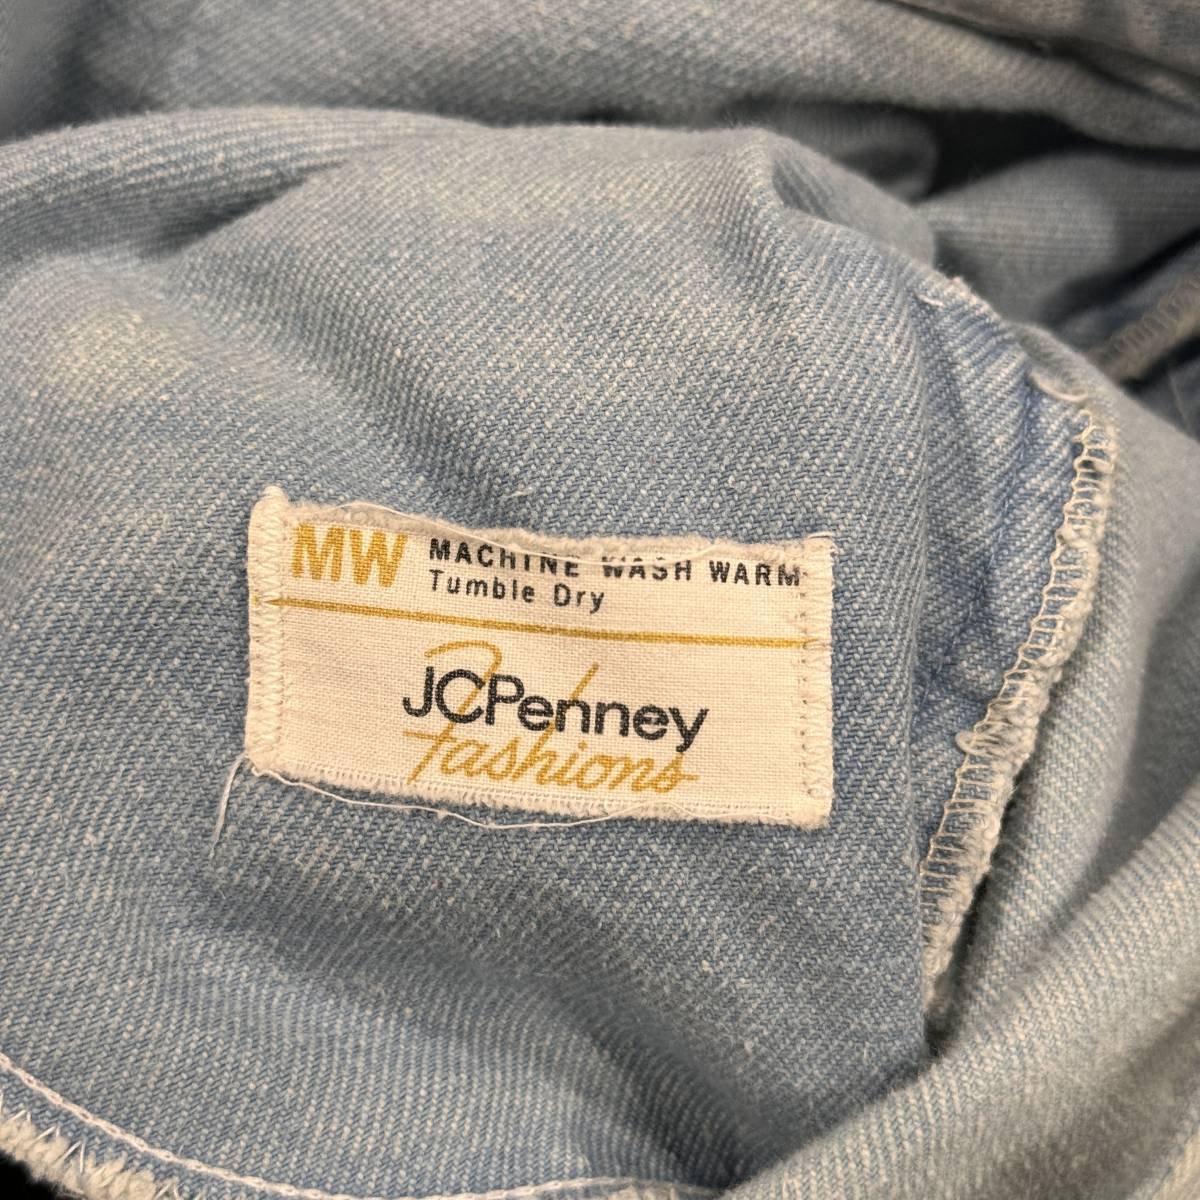 MW MACHINE WASH WARM
Tumble Dry
JCPenney
Fashions